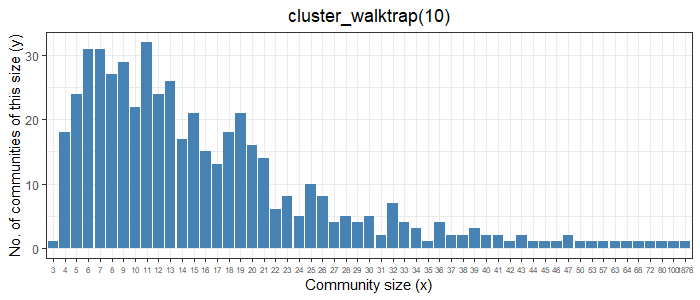 cluster_walktrap(10)
No. of communities of this size (y)
30
20
10
0
3 4 5 6 7 8 9 10 11 12 13 14 15 16 17 18 19 20 21 22 23 24 25 26 27 28 29 30 31 32 33 34 35 36 37 38 39 40 41 42 43 44 45 46 47 50 53 57 63 64 66 71 80 100 1876
Community size (x)